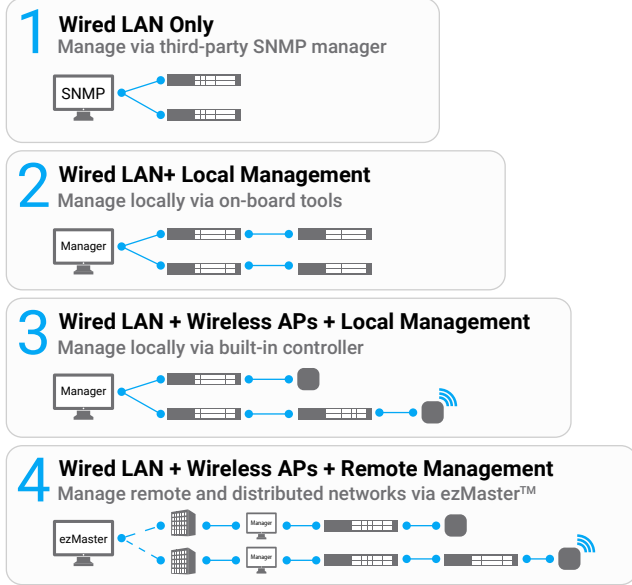 1 Wired LAN Only
Manage via third-party SNMP manager
SNMP
2 Wired LAN+ Local Management
Manage locally via on-board tools
Manager
3 Wired LAN + Wireless APs + Local Management
Manage locally via built-in controller
Manager
4 Wired LAN + Wireless APs + Remote Management
Manage remote and distributed networks via ezMaster™
Manager
ezMaster
Manager